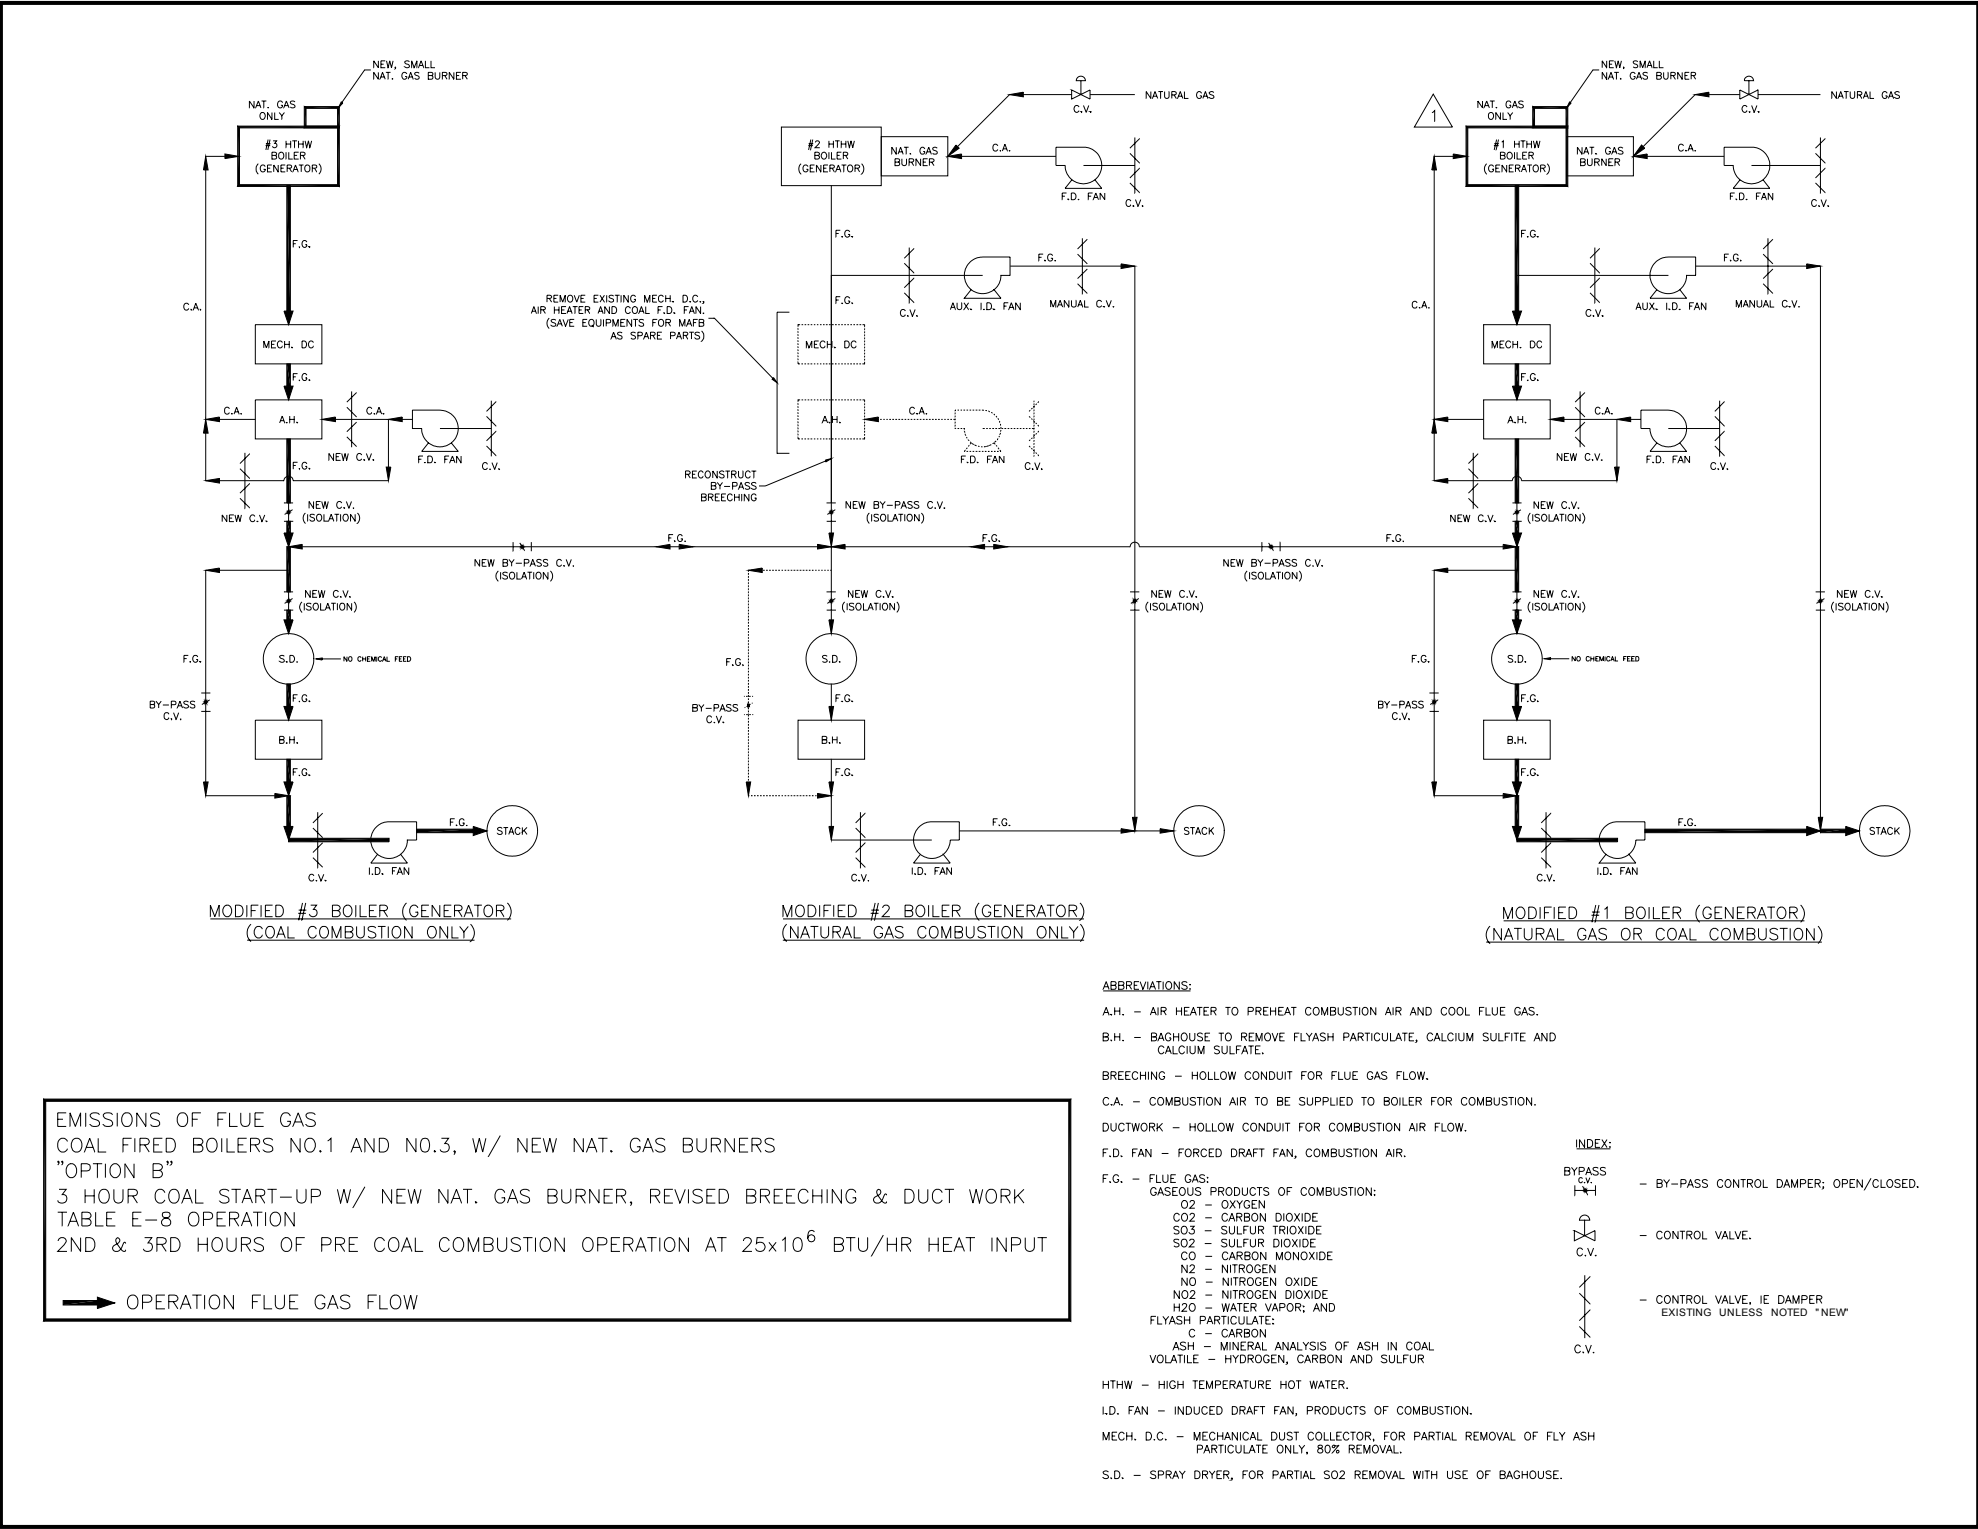 NEW, SMALL
NAT. GAS BURNER
NAT. GAS
ONLY
#3 HTHW
BOILER
(GENERATOR)
F.G.
C.A.
MECH. DC
F.G.
C.A.
A.H.
C.A.
NEW C.V.
F.D. FAN
C.V.
F.G.
NEW C.V.
NEW C.V.
(ISOLATION)
F.G.
NEW BY-PASS C.V.
(ISOLATION)
NEW C.V.
(ISOLATION)
F.G.
S.D.
NO CHEMICAL FEED
F.G.
BY-PASS
C.V.
B.H.
F.G.
C.V.
I.D. FAN
F.G.
STACK
MODIFIED #3 BOILER (GENERATOR)
(COAL COMBUSTION ONLY)
NATURAL GAS
C.V.
#2 HTHW
BOILER
(GENERATOR)
NAT. GAS
BURNER
C.A.
F.D. FAN
C.V.
F.G.
F.G.
C.V.
AUX. I.D. FAN
F.G.
MANUAL C.V.
REMOVE EXISTING MECH. D.C.,
AIR HEATER AND COAL F.D. FAN.
(SAVE EQUIPMENTS FOR MAFB
AS SPARE PARTS)
MECH. DC
A.H.
C.A.
F.D. FAN
C.V.
RECONSTRUCT
BY-PASS
BREECHING
NEW BY-PASS C.V.
(ISOLATION)
F.G.
NEW BY-PASS C.V.
(ISOLATION)
F.G.
NEW C.V.
(ISOLATION)
NEW C.V.
(ISOLATION)
F.G.
S.D.
F.G.
BY-PASS
C.V.
B.H.
F.G.
C.V.
I.D. FAN
F.G.
STACK
MODIFIED #2 BOILER (GENERATOR)
(NATURAL GAS COMBUSTION ONLY)
NEW, SMALL
NAT. GAS BURNER
1
NAT. GAS
ONLY
NATURAL GAS
C.V.
#1 HTHW
BOILER
(GENERATOR)
NAT. GAS
BURNER
C.A.
F.D. FAN
C.V.
F.G.
C.V.
AUX. I.D. FAN
F.G.
MANUAL C.V.
C.A.
MECH. DC
F.G.
A.H.
C.A.
NEW C.V.
F.D. FAN
C.V.
NEW C.V.
NEW C.V.
(ISOLATION)
NEW C.V.
(ISOLATION)
NEW C.V.
(ISOLATION)
F.G.
S.D.
NO CHEMICAL FEED
F.G.
BY-PASS
C.V.
B.H.
F.G.
C.V.
I.D. FAN
F.G.
STACK
MODIFIED #1 BOILER (GENERATOR)
(NATURAL GAS OR COAL COMBUSTION)
EMISSIONS OF FLUE GAS
COAL FIRED BOILERS NO.1 AND NO.3, W/ NEW NAT. GAS BURNERS
"OPTION B"
3 HOUR COAL START-UP W/ NEW NAT. GAS BURNER, REVISED BREECHING & DUCT WORK
TABLE E-8 OPERATION
2ND & 3RD HOURS OF PRE COAL COMBUSTION OPERATION AT 25x10⁶ BTU/HR HEAT INPUT
OPERATION FLUE GAS FLOW
ABBREVIATIONS:
A.H. - AIR HEATER TO PREHEAT COMBUSTION AIR AND COOL FLUE GAS.
B.H. - BAGHOUSE TO REMOVE FLYASH PARTICULATE, CALCIUM SULFITE AND
CALCIUM SULFATE.
BREECHING - HOLLOW CONDUIT FOR FLUE GAS FLOW.
C.A. - COMBUSTION AIR TO BE SUPPLIED TO BOILER FOR COMBUSTION.
DUCTWORK - HOLLOW CONDUIT FOR COMBUSTION AIR FLOW.
F.D. FAN - FORCED DRAFT FAN, COMBUSTION AIR.
F.G. - FLUE GAS:
GASEOUS PRODUCTS OF COMBUSTION:
O2 - OXYGEN
CO2 - CARBON DIOXIDE
SO3 - SULFUR TRIOXIDE
SO2 - SULFUR DIOXIDE
CO - CARBON MONOXIDE
N2 - NITROGEN
NO - NITROGEN OXIDE
NO2 - NITROGEN DIOXIDE
H2O - WATER VAPOR; AND
FLYASH PARTICULATE:
C - CARBON
ASH - MINERAL ANALYSIS OF ASH IN COAL
VOLATILE - HYDROGEN, CARBON AND SULFUR
HTHW - HIGH TEMPERATURE HOT WATER.
I.D. FAN - INDUCED DRAFT FAN, PRODUCTS OF COMBUSTION.
MECH. D.C. - MECHANICAL DUST COLLECTOR, FOR PARTIAL REMOVAL OF FLY ASH
PARTICULATE ONLY, 80% REMOVAL.
S.D. - SPRAY DRYER, FOR PARTIAL SO2 REMOVAL WITH USE OF BAGHOUSE.
INDEX:
BYPASS
C.V.
- BY-PASS CONTROL DAMPER; OPEN/CLOSED.
C.V.
- CONTROL VALVE.
- CONTROL VALVE, IE DAMPER
EXISTING UNLESS NOTED "NEW"
C.V.